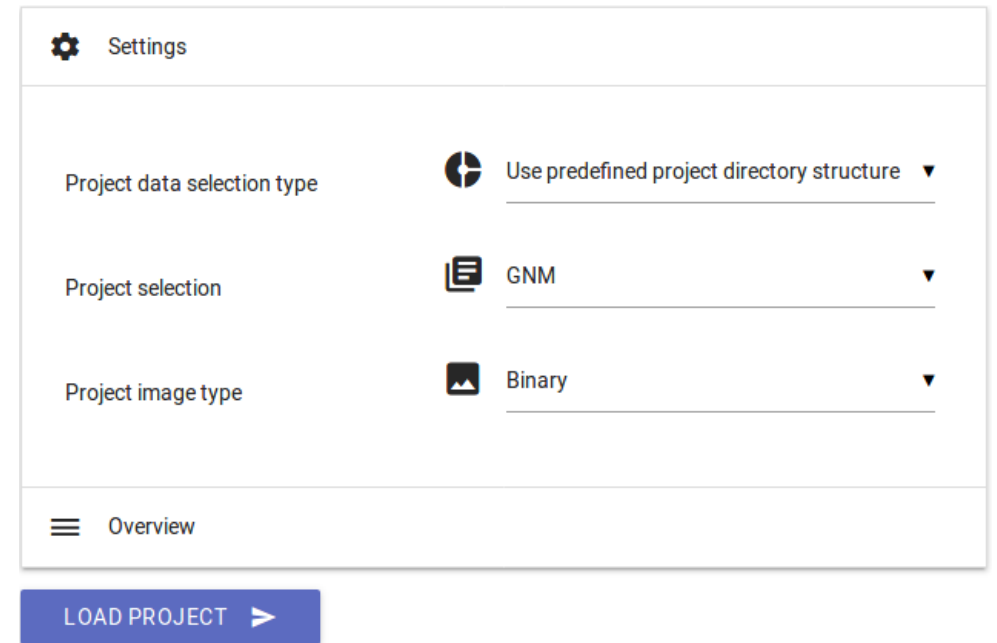 Settings
Project data selection type
Use predefined project directory structure
Project selection
GNM
Project image type
Binary
Overview
LOAD PROJECT